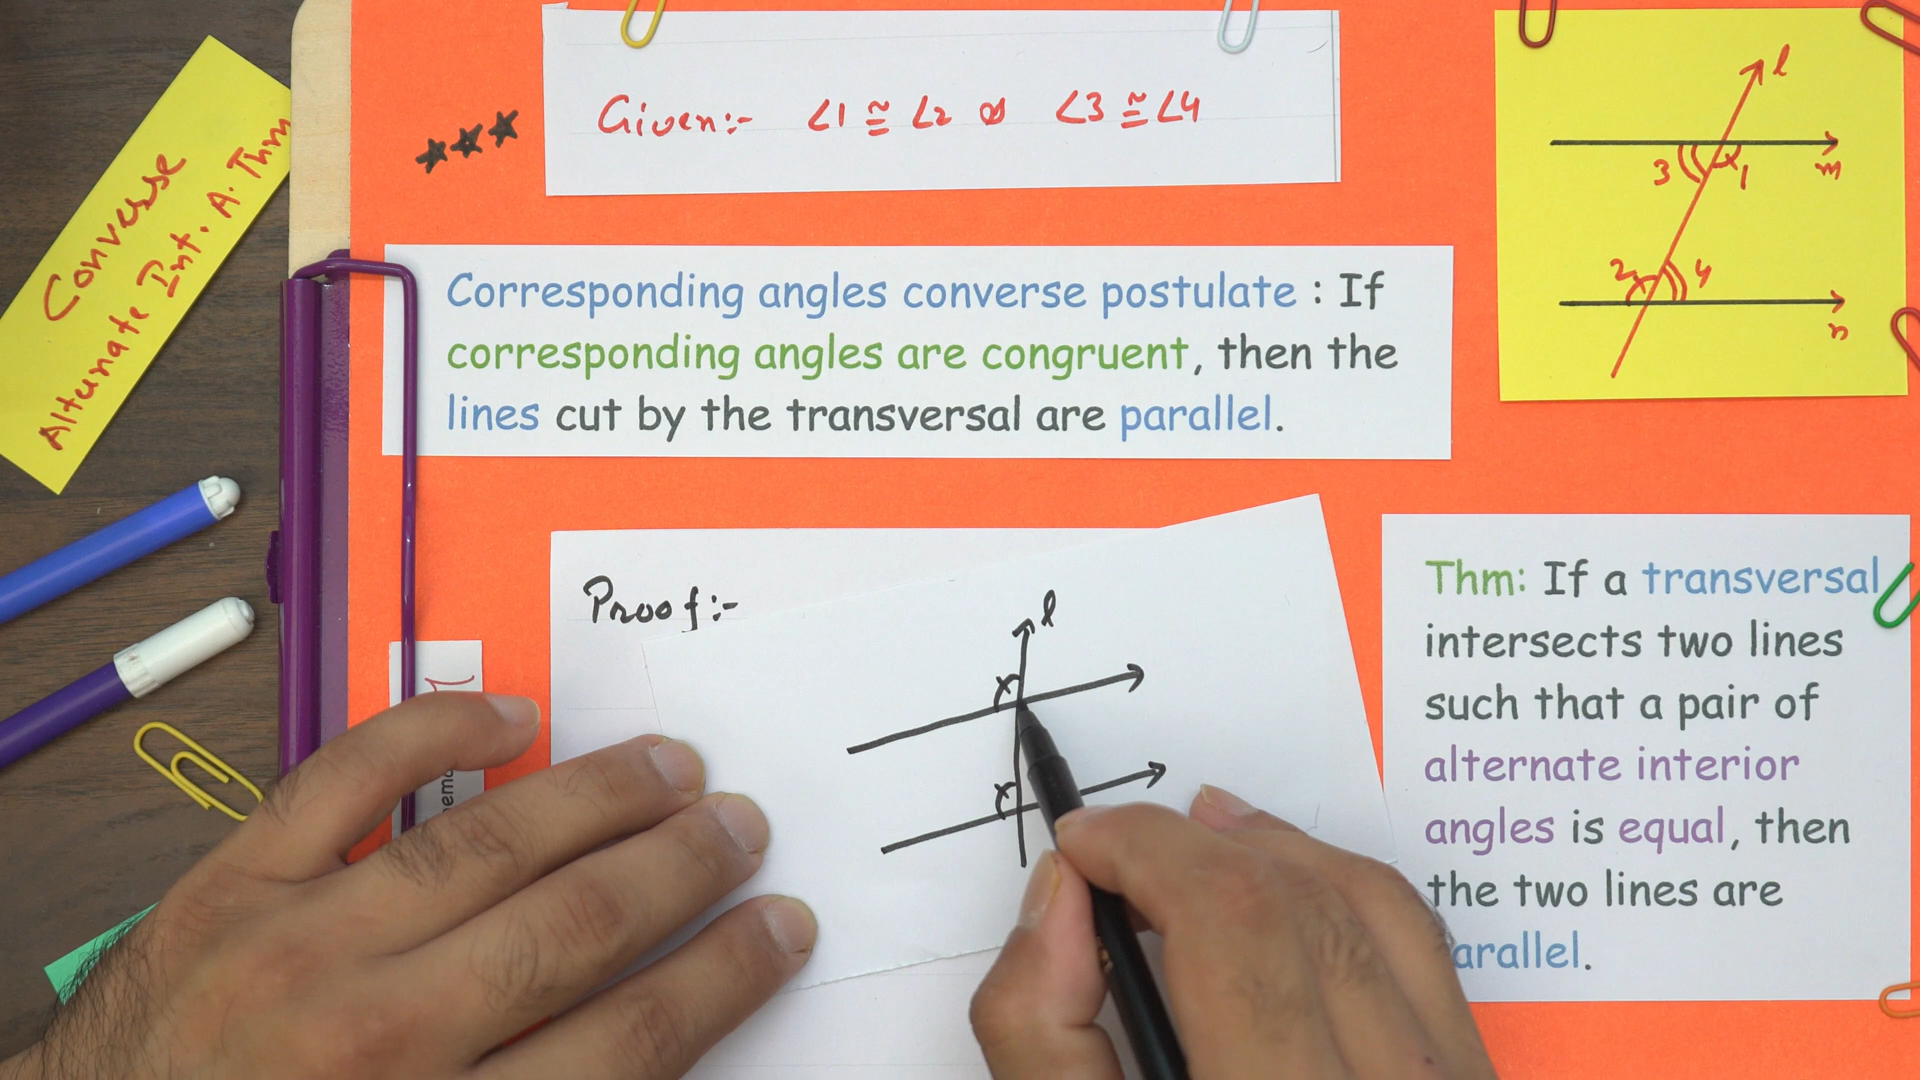 Converse
Alternate Int. A. Thm
Given:- ∠1 ≅ ∠2 & ∠3 ≅ ∠4
l
3 1 m
2 4
n
Corresponding angles converse postulate : If
corresponding angles are congruent, then the
lines cut by the transversal are parallel.
Proof:-
l
x
x
Thm: If a transversal
intersects two lines
such that a pair of
alternate interior
angles is equal, then
the two lines are
arallel.